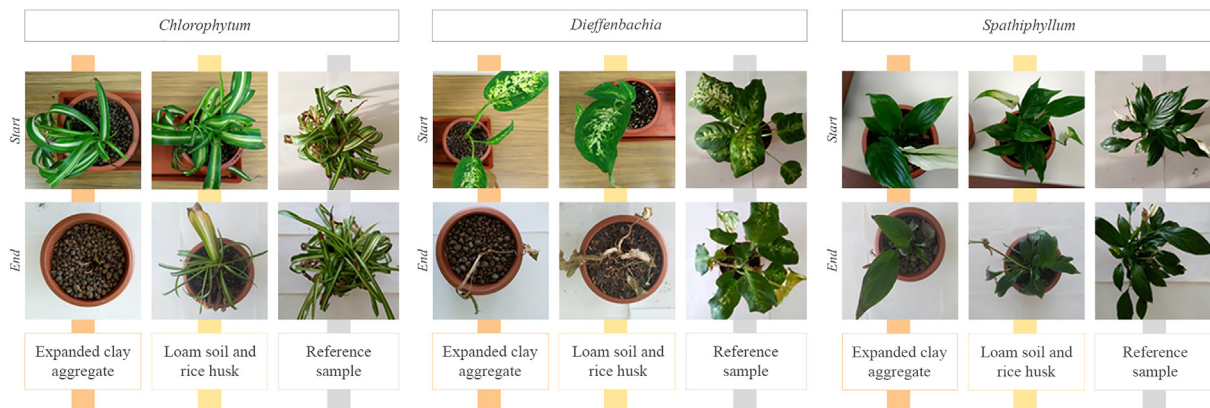 Chlorophytum
Dieffenbachia
Spathiphyllum
Start
Start
Start
End
End
End
Expanded clay
aggregate
Loam soil and
rice husk
Reference
sample
Expanded clay
aggregate
Loam soil and
rice husk
Reference
sample
Expanded clay
aggregate
Loam soil and
rice husk
Reference
sample